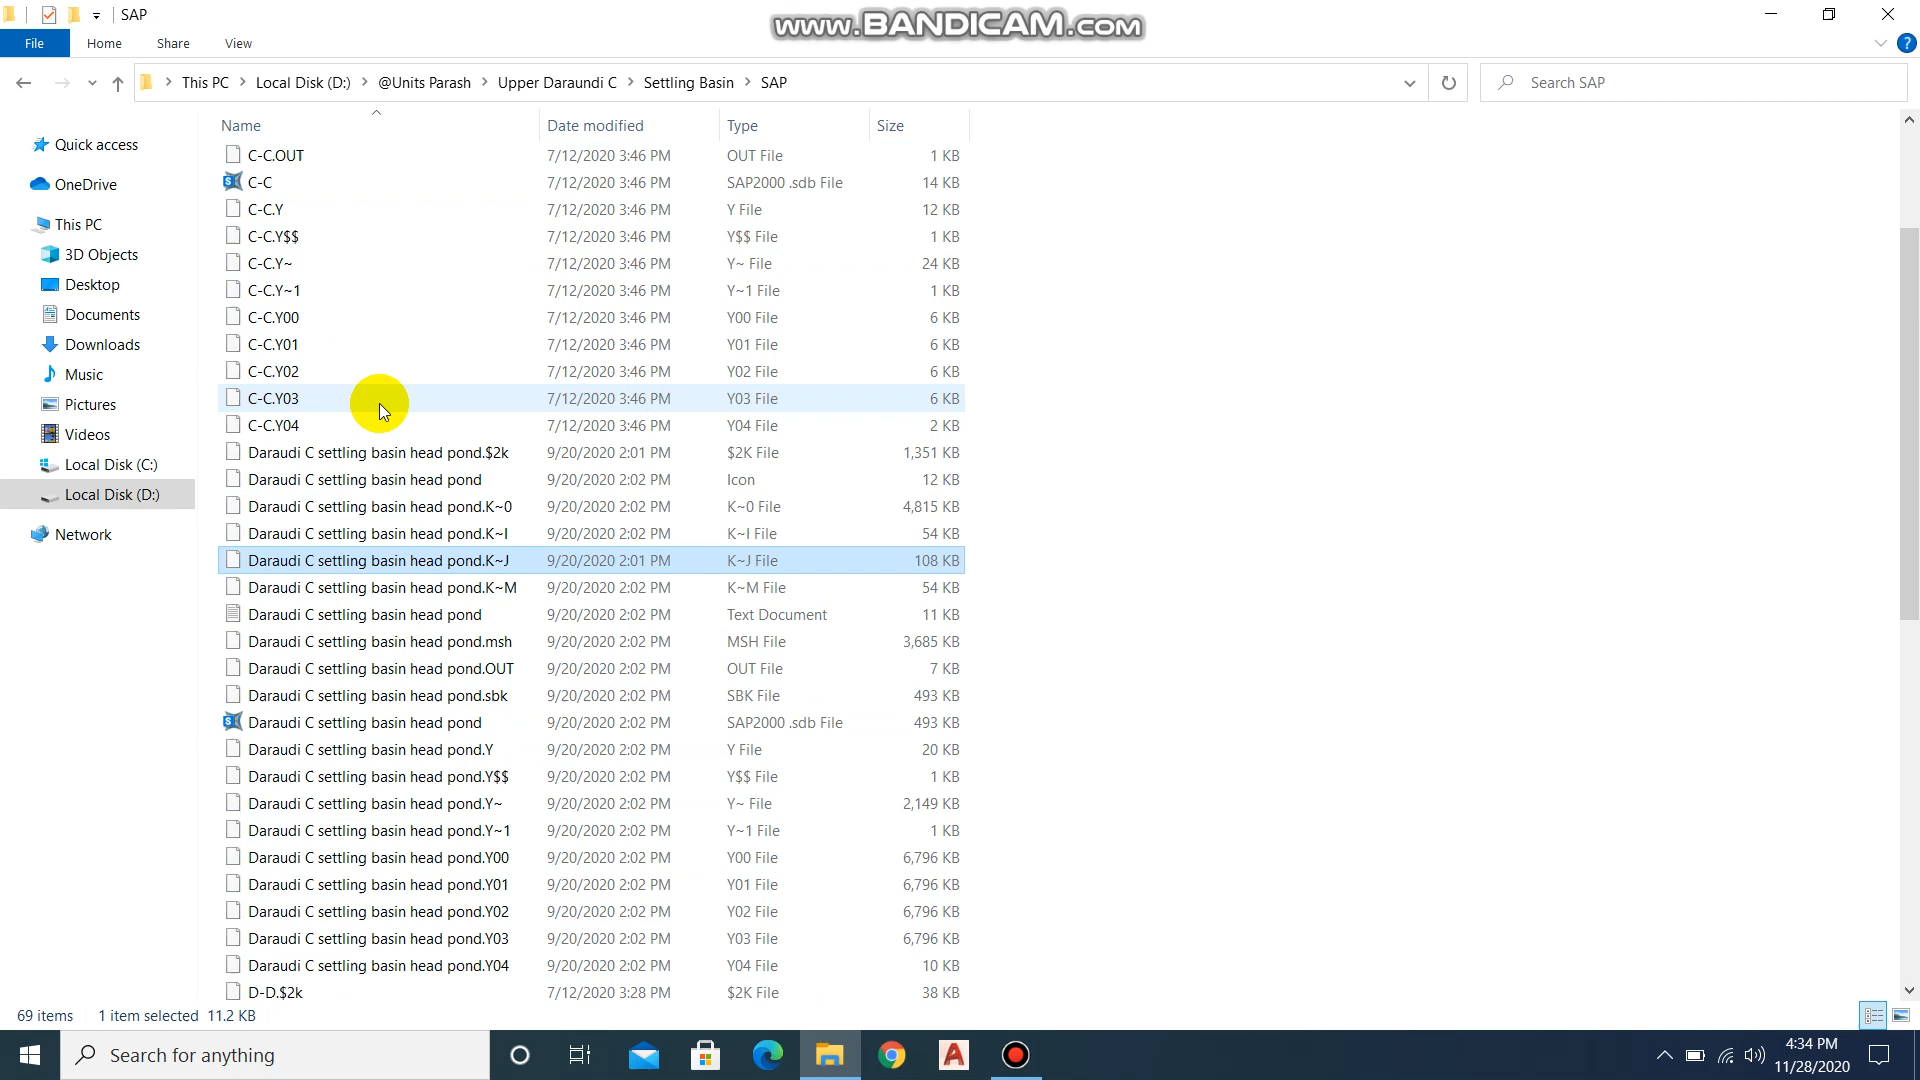 SAP
www.BANDICAM.com
File Home Share View
This PC Local Disk (D:) @Units Parash Upper Daraundi C Settling Basin SAP
Search SAP
Name Date modified Type Size
Quick access
OneDrive
This PC
3D Objects
Desktop
Documents
Downloads
Music
Pictures
Videos
Local Disk (C:)
Local Disk (D:)
Network
C-C.OUT 7/12/2020 3:46 PM OUT File 1 KB
C-C 7/12/2020 3:46 PM SAP2000 .sdb File 14 KB
C-C.Y 7/12/2020 3:46 PM Y File 12 KB
C-C.Y$$ 7/12/2020 3:46 PM Y$$ File 1 KB
C-C.Y~ 7/12/2020 3:46 PM Y~ File 24 KB
C-C.Y~1 7/12/2020 3:46 PM Y~1 File 1 KB
C-C.Y00 7/12/2020 3:46 PM Y00 File 6 KB
C-C.Y01 7/12/2020 3:46 PM Y01 File 6 KB
C-C.Y02 7/12/2020 3:46 PM Y02 File 6 KB
C-C.Y03 7/12/2020 3:46 PM Y03 File 6 KB
C-C.Y04 7/12/2020 3:46 PM Y04 File 2 KB
Daraudi C settling basin head pond.$2k 9/20/2020 2:01 PM $2K File 1,351 KB
Daraudi C settling basin head pond 9/20/2020 2:02 PM Icon 12 KB
Daraudi C settling basin head pond.K~0 9/20/2020 2:02 PM K~0 File 4,815 KB
Daraudi C settling basin head pond.K~I 9/20/2020 2:02 PM K~I File 54 KB
Daraudi C settling basin head pond.K~J 9/20/2020 2:01 PM K~J File 108 KB
Daraudi C settling basin head pond.K~M 9/20/2020 2:02 PM K~M File 54 KB
Daraudi C settling basin head pond 9/20/2020 2:02 PM Text Document 11 KB
Daraudi C settling basin head pond.msh 9/20/2020 2:02 PM MSH File 3,685 KB
Daraudi C settling basin head pond.OUT 9/20/2020 2:02 PM OUT File 7 KB
Daraudi C settling basin head pond.sbk 9/20/2020 2:02 PM SBK File 493 KB
Daraudi C settling basin head pond 9/20/2020 2:02 PM SAP2000 .sdb File 493 KB
Daraudi C settling basin head pond.Y 9/20/2020 2:02 PM Y File 20 KB
Daraudi C settling basin head pond.Y$$ 9/20/2020 2:02 PM Y$$ File 1 KB
Daraudi C settling basin head pond.Y~ 9/20/2020 2:02 PM Y~ File 2,149 KB
Daraudi C settling basin head pond.Y~1 9/20/2020 2:02 PM Y~1 File 1 KB
Daraudi C settling basin head pond.Y00 9/20/2020 2:02 PM Y00 File 6,796 KB
Daraudi C settling basin head pond.Y01 9/20/2020 2:02 PM Y01 File 6,796 KB
Daraudi C settling basin head pond.Y02 9/20/2020 2:02 PM Y02 File 6,796 KB
Daraudi C settling basin head pond.Y03 9/20/2020 2:02 PM Y03 File 6,796 KB
Daraudi C settling basin head pond.Y04 9/20/2020 2:02 PM Y04 File 10 KB
D-D.$2k 7/12/2020 3:28 PM $2K File 38 KB
69 items 1 item selected 11.2 KB
Search for anything
4:34 PM
11/28/2020